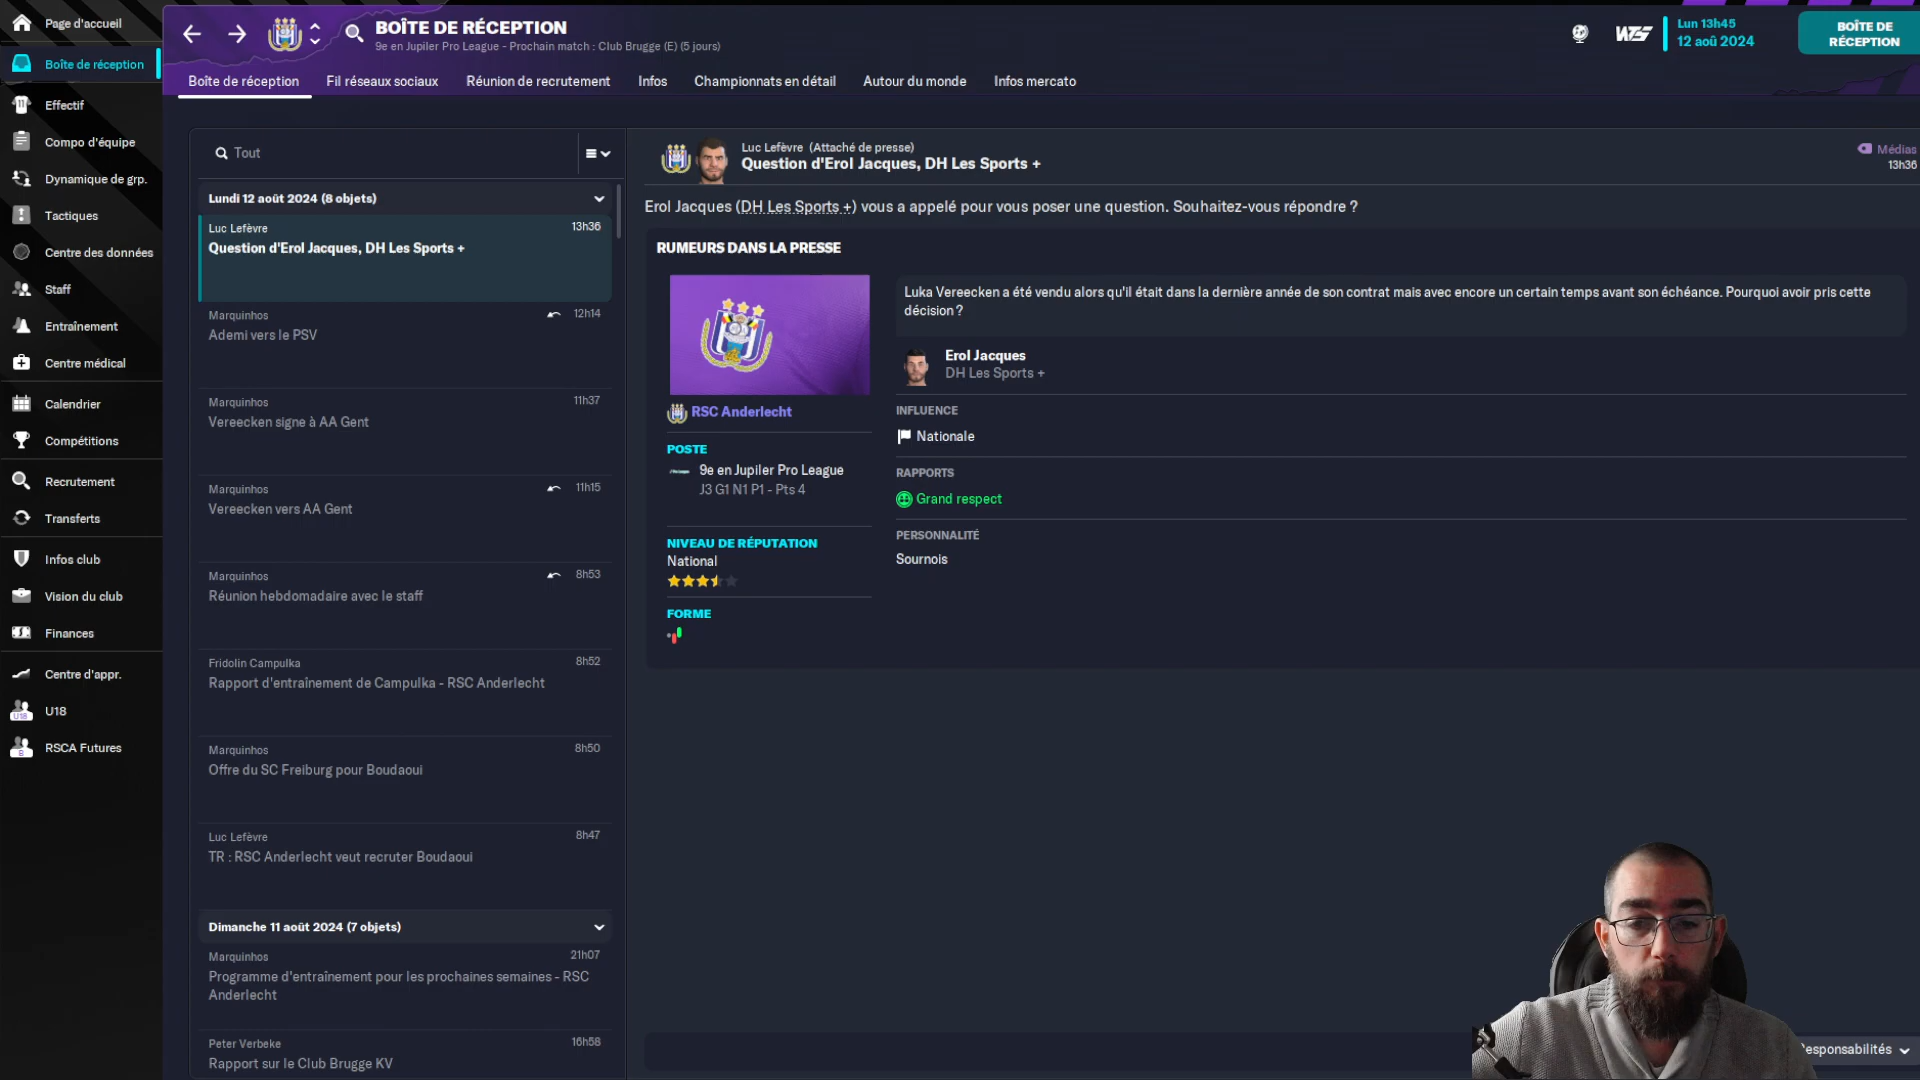 Page d'accueil
Boîte de réception
Effectif
Compo d'équipe
Dynamique de grp.
Tactiques
Centre des données
Staff
Entraînement
Centre médical
Calendrier
Compétitions
Recrutement
Transferts
Infos club
Vision du club
Finances
Centre d'appr.
U18
RSCA Futures
BOÎTE DE RÉCEPTION
9e en Jupiler Pro League - Prochain match : Club Brugge (E) (5 jours)
Lun 13h45
12 aoû 2024
BOÎTE DE
RÉCEPTION
Boîte de réception
Fil réseaux sociaux
Réunion de recrutement
Infos
Championnats en détail
Autour du monde
Infos mercato
Tout
Lundi 12 août 2024 (8 objets)
Luc Lefèvre 13h36
Question d'Erol Jacques, DH Les Sports +
Marquinhos 12h14
Ademi vers le PSV
Marquinhos 11h37
Vereecken signe à AA Gent
Marquinhos 11h15
Vereecken vers AA Gent
Marquinhos 8h53
Réunion hebdomadaire avec le staff
Fridolin Campulka 8h52
Rapport d'entraînement de Campulka - RSC Anderlecht
Marquinhos 8h50
Offre du SC Freiburg pour Boudaoui
Luc Lefèvre 8h47
TR : RSC Anderlecht veut recruter Boudaoui
Dimanche 11 août 2024 (7 objets)
Marquinhos 21h07
Programme d'entraînement pour les prochaines semaines - RSC
Anderlecht
Peter Verbeke 16h58
Rapport sur le Club Brugge KV
Luc Lefèvre (Attaché de presse)
Question d'Erol Jacques, DH Les Sports +
Médias
13h36
Erol Jacques (DH Les Sports +) vous a appelé pour vous poser une question. Souhaitez-vous répondre ?
RUMEURS DANS LA PRESSE
RSC Anderlecht
POSTE
9e en Jupiler Pro League
J3 G1 N1 P1 - Pts 4
NIVEAU DE RÉPUTATION
National
FORME
Luka Vereecken a été vendu alors qu'il était dans la dernière année de son contrat mais avec encore un certain temps avant son échéance. Pourquoi avoir pris cette
décision ?
Erol Jacques
DH Les Sports +
INFLUENCE
Nationale
RAPPORTS
Grand respect
PERSONNALITÉ
Sournois
Responsabilités